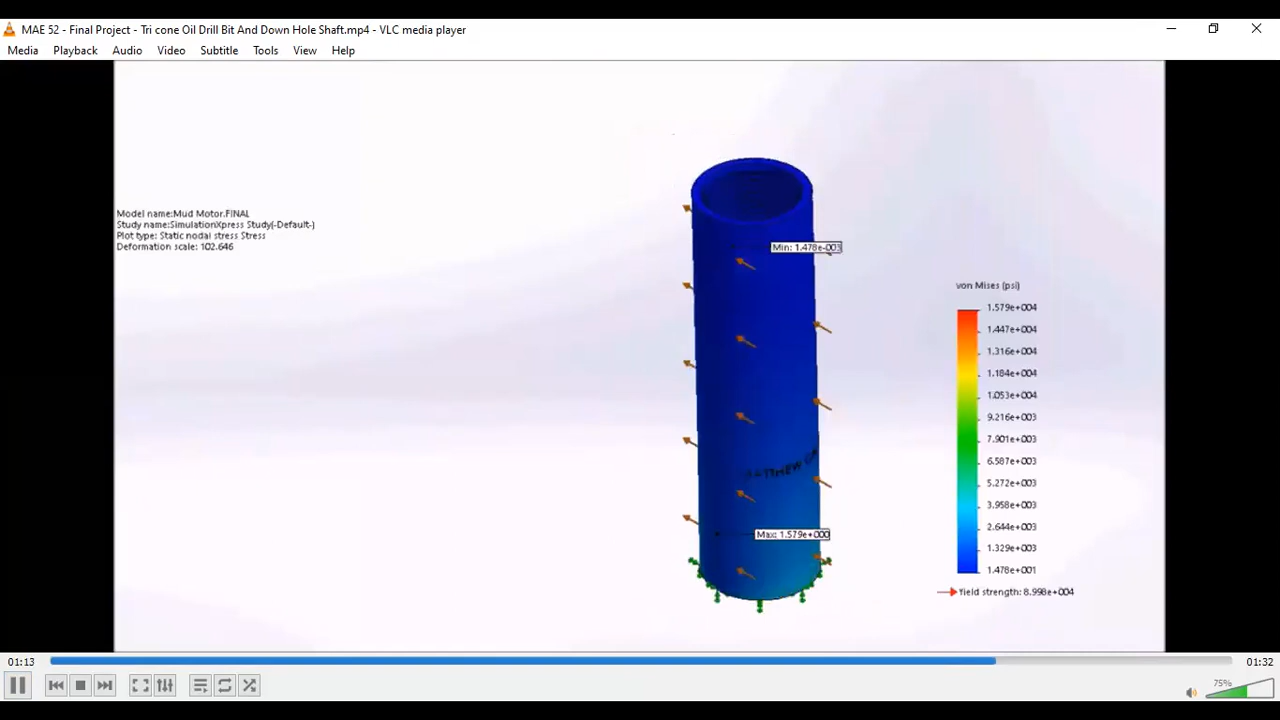 MAE 52 - Final Project - Tri cone Oil Drill Bit And Down Hole Shaft.mp4 - VLC media player
Media Playback Audio Video Subtitle Tools View Help
Model name:Mud Motor.FINAL
Study name:SimulationXpress Study(-Default-)
Plot type: Static nodal stress Stress
Deformation scale: 102.646
Min: 1.478e-003
von Mises (psi)
1.579e+004
1.447e+004
1.316e+004
1.184e+004
1.053e+004
9.216e+003
7.901e+003
6.587e+003
5.272e+003
3.958e+003
2.644e+003
1.329e+003
1.478e+001
Yield strength: 8.998e+004
Max: 1.579e+000
01:13
01:32
75%